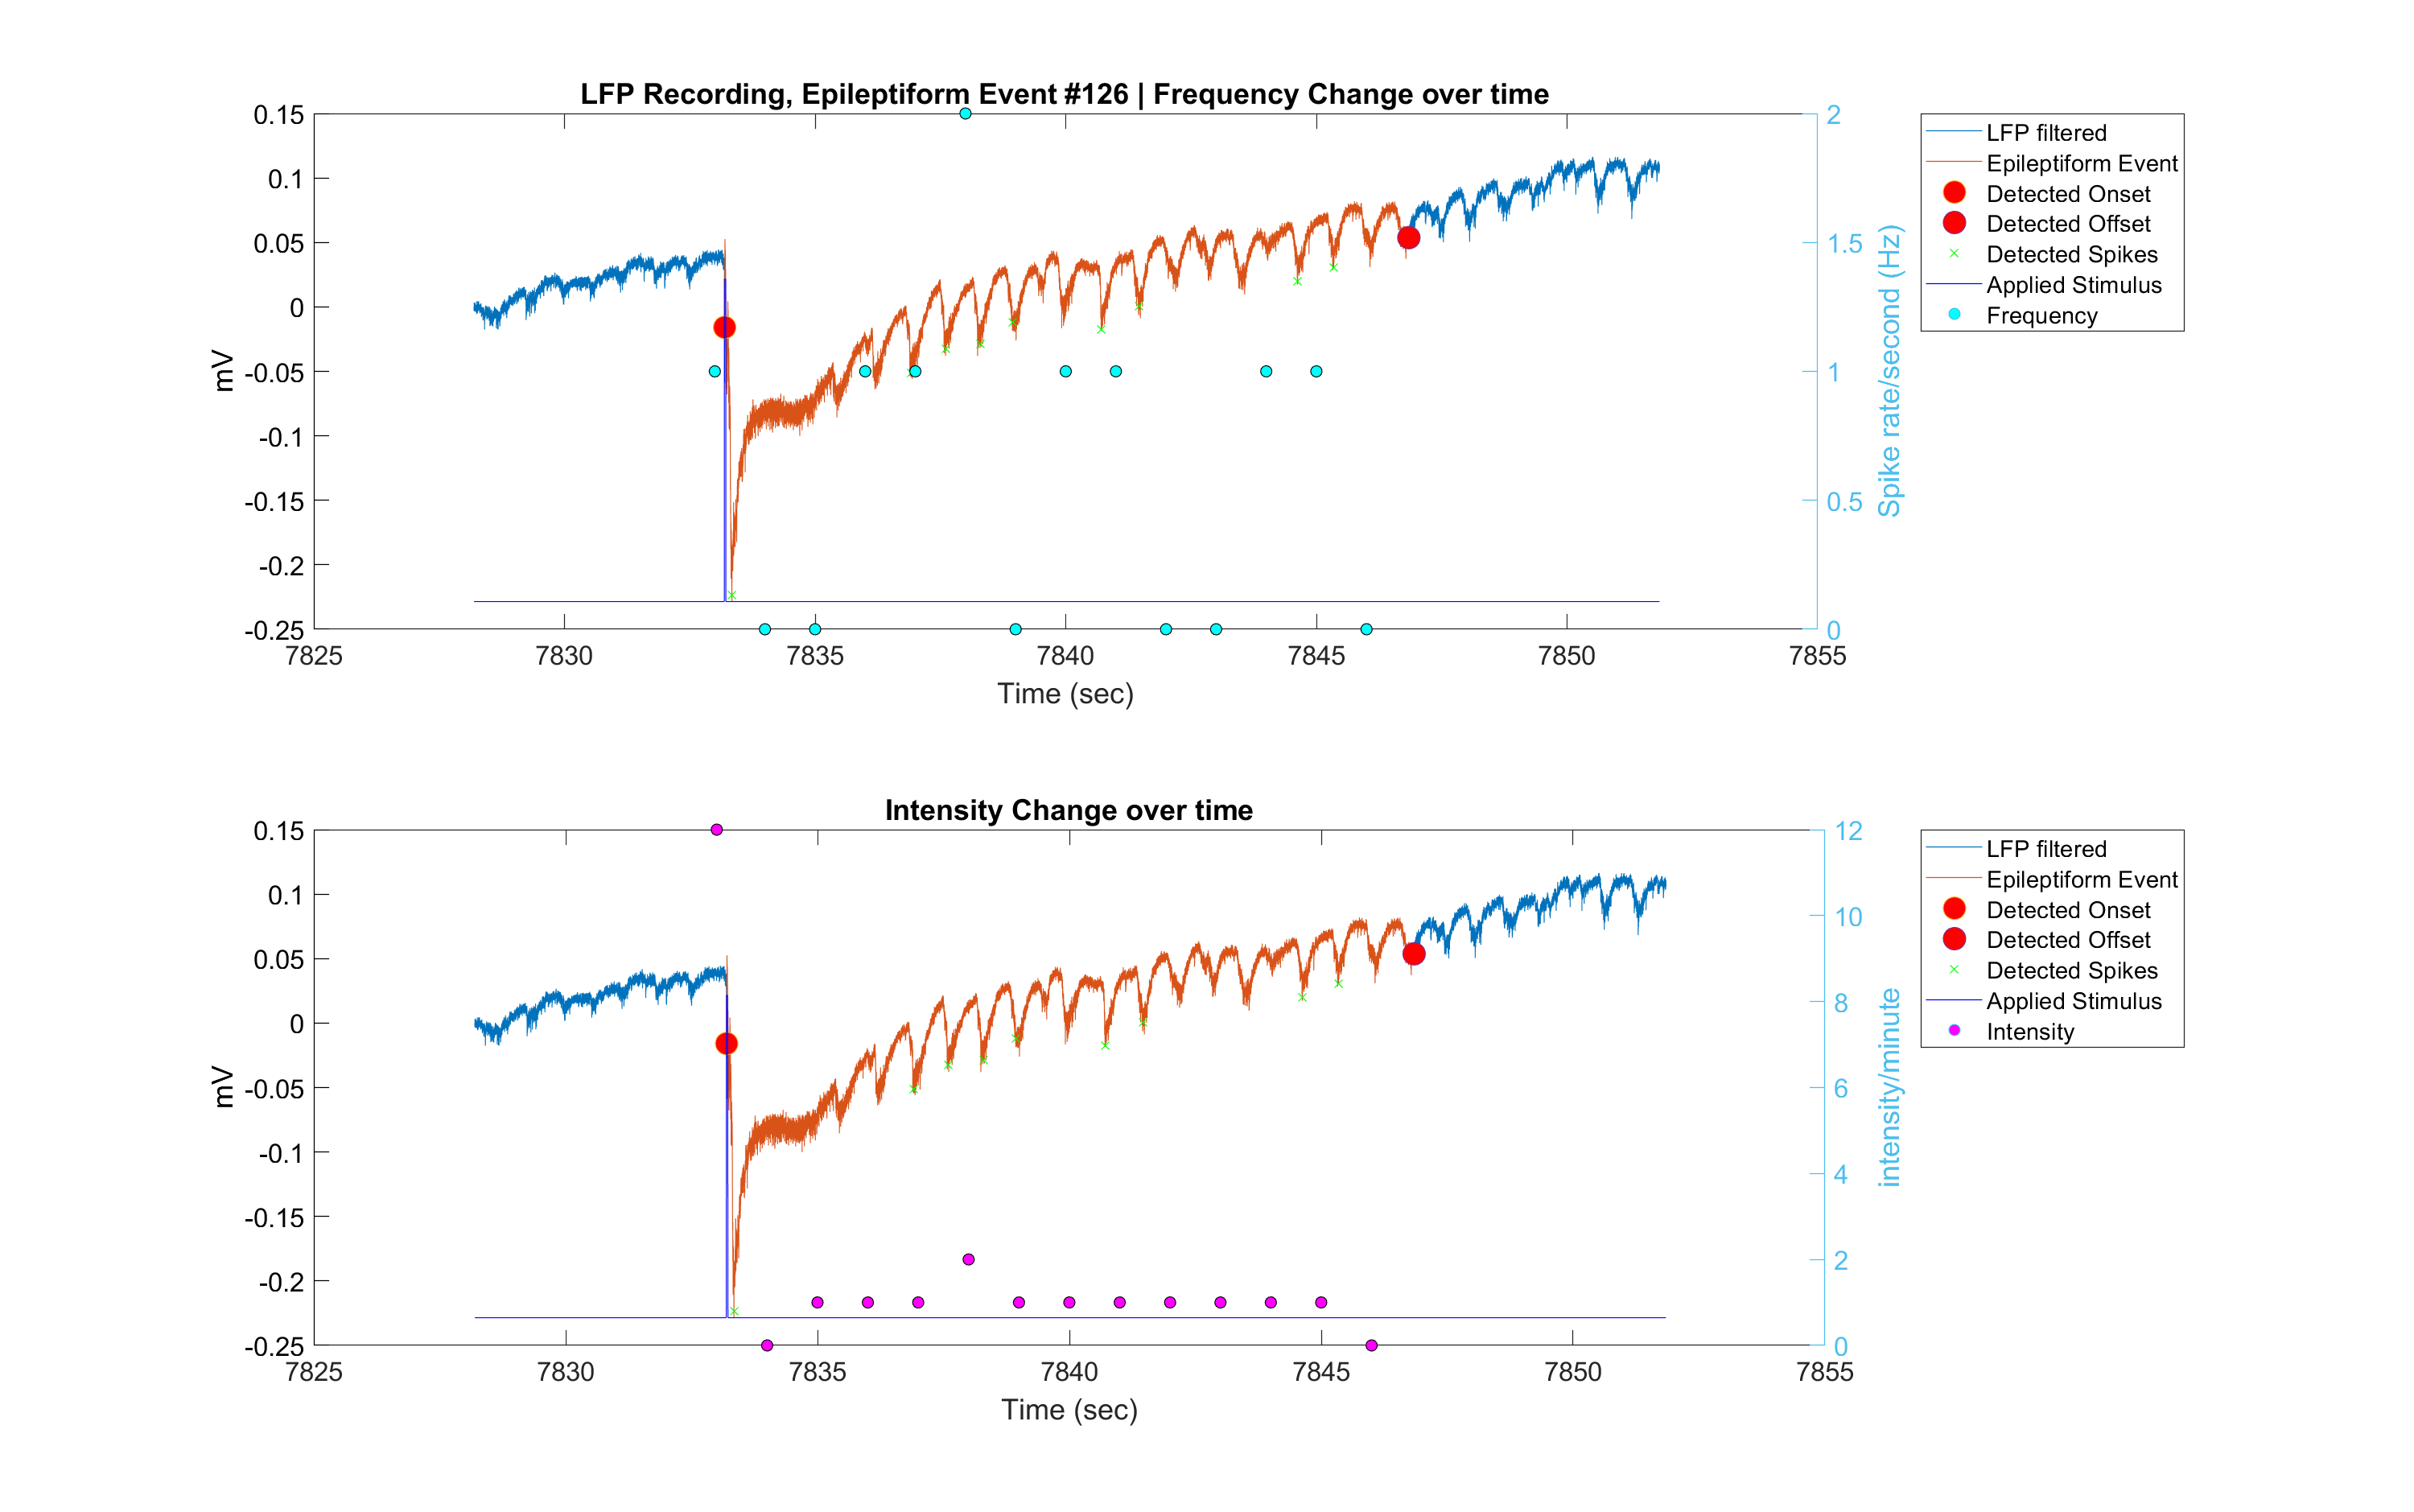 LFP Recording, Epileptiform Event #126 | Frequency Change over time
0.15
0.1
0.05
0
-0.05
-0.1
-0.15
-0.2
-0.25
mV
7825 7830 7835 7840 7845 7850 7855
Time (sec)
2
1.5
1
0.5
0
Spike rate/second (Hz)
LFP filtered
Epileptiform Event
Detected Onset
Detected Offset
Detected Spikes
Applied Stimulus
Frequency
Intensity Change over time
0.15
0.1
0.05
0
-0.05
-0.1
-0.15
-0.2
-0.25
mV
7825 7830 7835 7840 7845 7850 7855
Time (sec)
12
10
8
6
4
2
0
intensity/minute
LFP filtered
Epileptiform Event
Detected Onset
Detected Offset
Detected Spikes
Applied Stimulus
Intensity